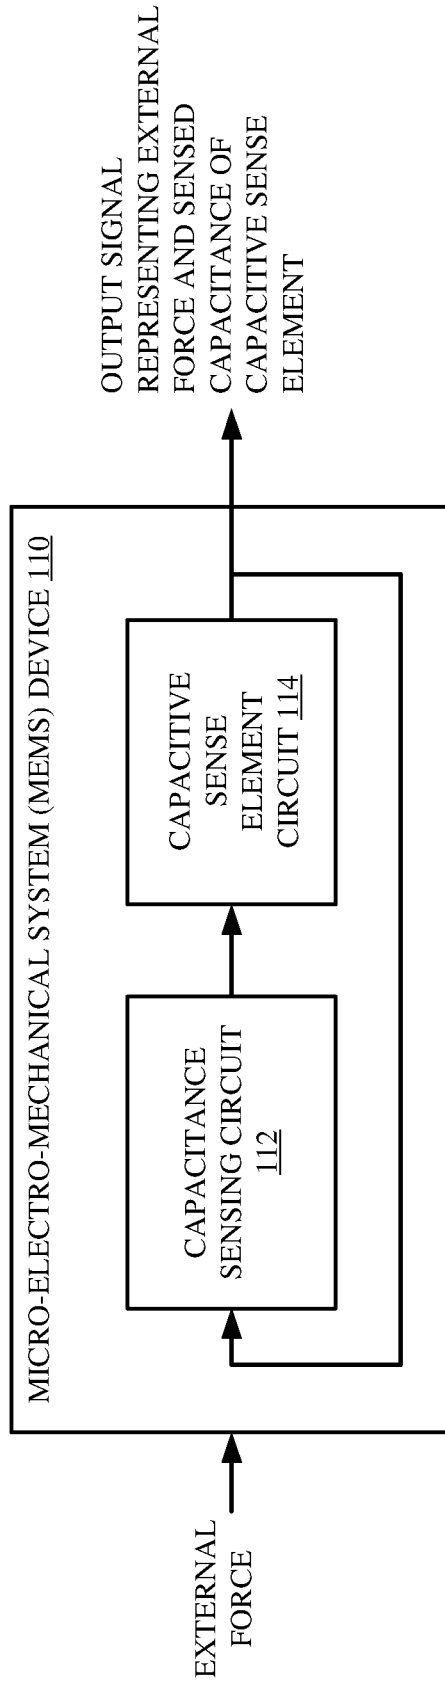 MICRO-ELECTRO-MECHANICAL SYSTEM (MEMS) DEVICE 110
EXTERNAL
FORCE
CAPACITANCE
SENSING CIRCUIT
112
CAPACITIVE
SENSE
ELEMENT
CIRCUIT 114
OUTPUT SIGNAL
REPRESENTING EXTERNAL
FORCE AND SENSED
CAPACITANCE OF
CAPACITIVE SENSE
ELEMENT